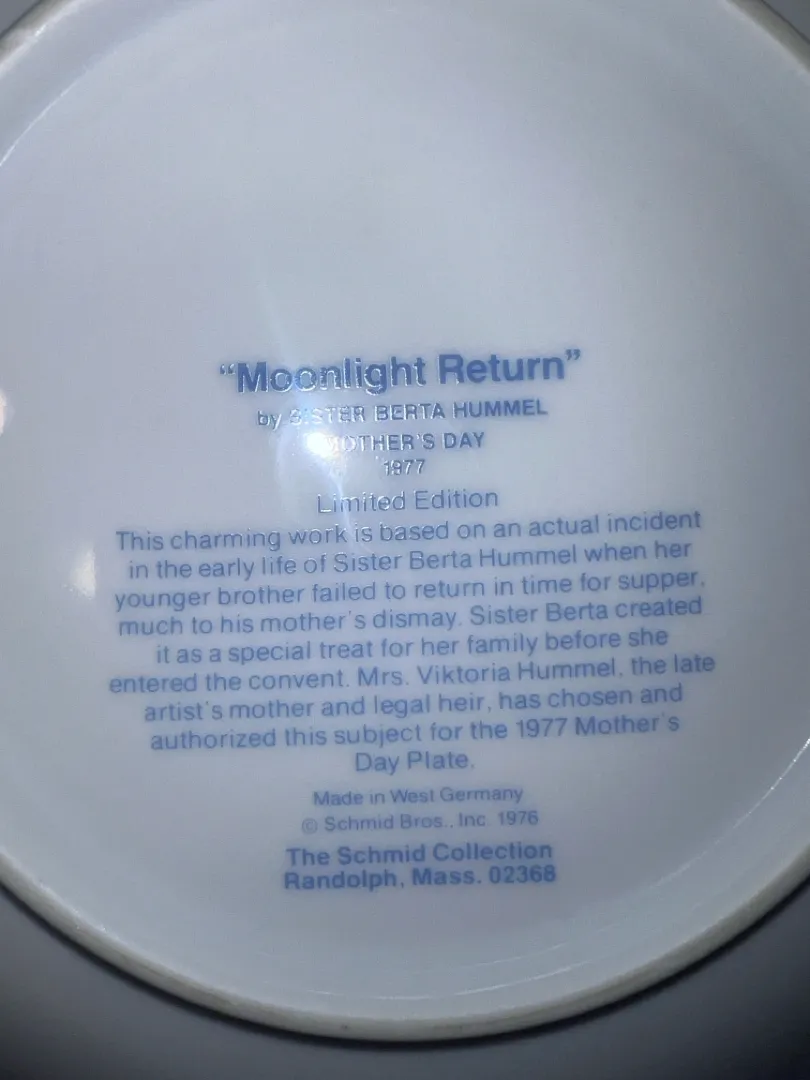 “Moonlight Return”
by SISTER BERTA HUMMEL
MOTHER'S DAY
1977
Limited Edition
This charming work is based on an actual incident
in the early life of Sister Berta Hummel when her
younger brother failed to return in time for supper,
much to his mother's dismay. Sister Berta created
it as a special treat for her family before she
entered the convent. Mrs. Viktoria Hummel, the late
artist's mother and legal heir, has chosen and
authorized this subject for the 1977 Mother's
Day Plate.
Made in West Germany
© Schmid Bros., Inc. 1976
The Schmid Collection
Randolph, Mass. 02368